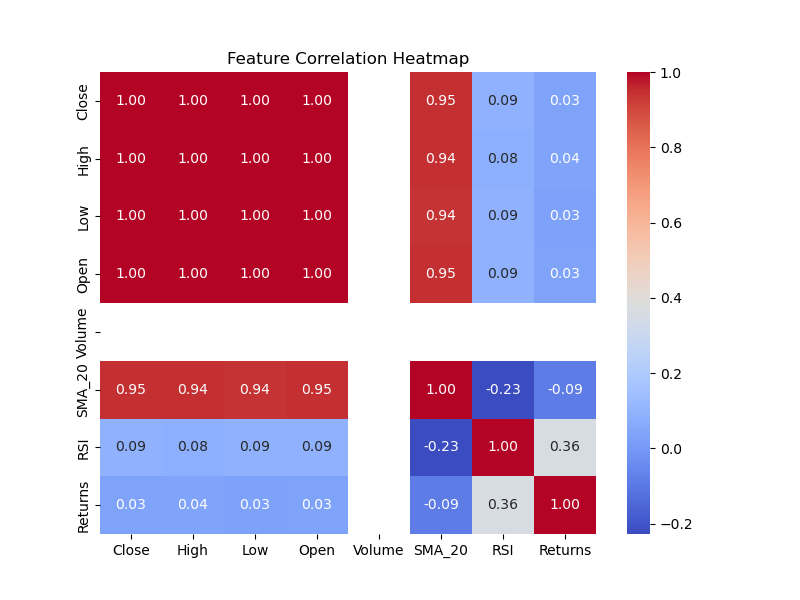 Feature Correlation Heatmap
Close 1.00 1.00 1.00 1.00 0.95 0.09 0.03
High 1.00 1.00 1.00 1.00 0.94 0.08 0.04
Low 1.00 1.00 1.00 1.00 0.94 0.09 0.03
Open 1.00 1.00 1.00 1.00 0.95 0.09 0.03
Volume
SMA_20 0.95 0.94 0.94 0.95 1.00 -0.23 -0.09
RSI 0.09 0.08 0.09 0.09 -0.23 1.00 0.36
Returns 0.03 0.04 0.03 0.03 -0.09 0.36 1.00
Close High Low Open Volume SMA_20 RSI Returns
1.0
0.8
0.6
0.4
0.2
0.0
−0.2